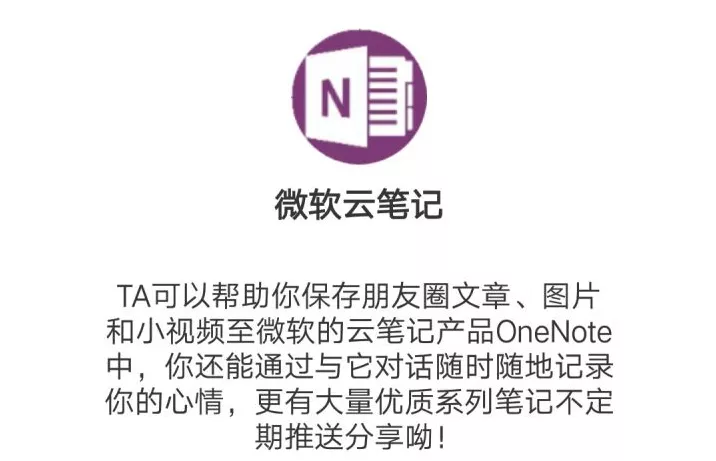 N
微软云笔记
TA可以帮助你保存朋友圈文章、图片
和小视频至微软的云笔记产品OneNote
中，你还能通过与它对话随时随地记录
你的心情，更有大量优质系列笔记不定
期推送分享呦！